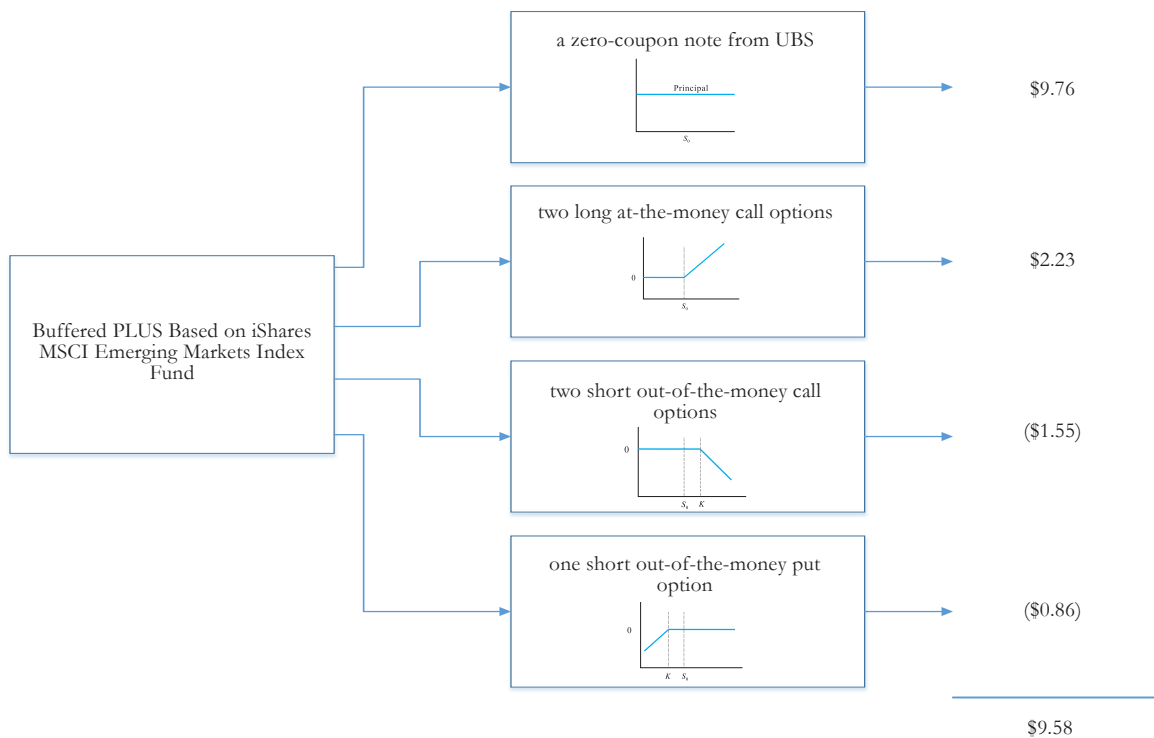 a zero-coupon note from UBS
Principal
S₀
$9.76
two long at-the-money call options
0
S₀
$2.23
Buffered PLUS Based on iShares
MSCI Emerging Markets Index
Fund
two short out-of-the-money call
options
0
S₀ K
($1.55)
one short out-of-the-money put
option
0
K S₀
($0.86)
$9.58